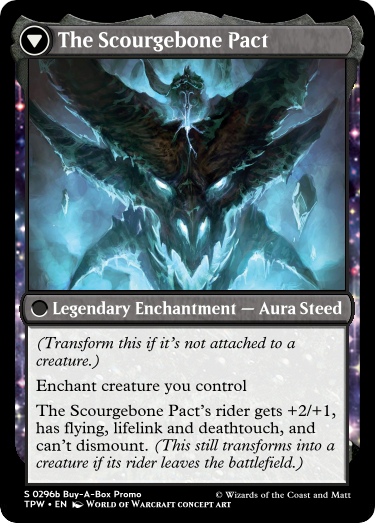 The Scourgebone Pact
Legendary Enchantment — Aura Steed
(Transform this if it's not attached to a
creature.)
Enchant creature you control
The Scourgebone Pact's rider gets +2/+1,
has flying, lifelink and deathtouch, and
can't dismount. (This still transforms into a
creature if its rider leaves the battlefield.)
S 0296b Buy-A-Box Promo
© Wizards of the Coast and Matt
TPW • EN World of Warcraft concept art